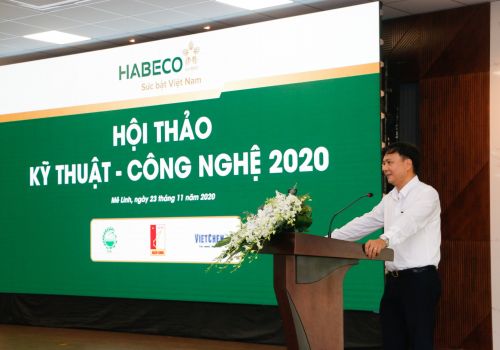 HABECO
Sức bật Việt Nam
HỘI THẢO
KỸ THUẬT - CÔNG NGHỆ 2020
Mê Linh, ngày 23 tháng 11 năm 2020
VIETCHEM